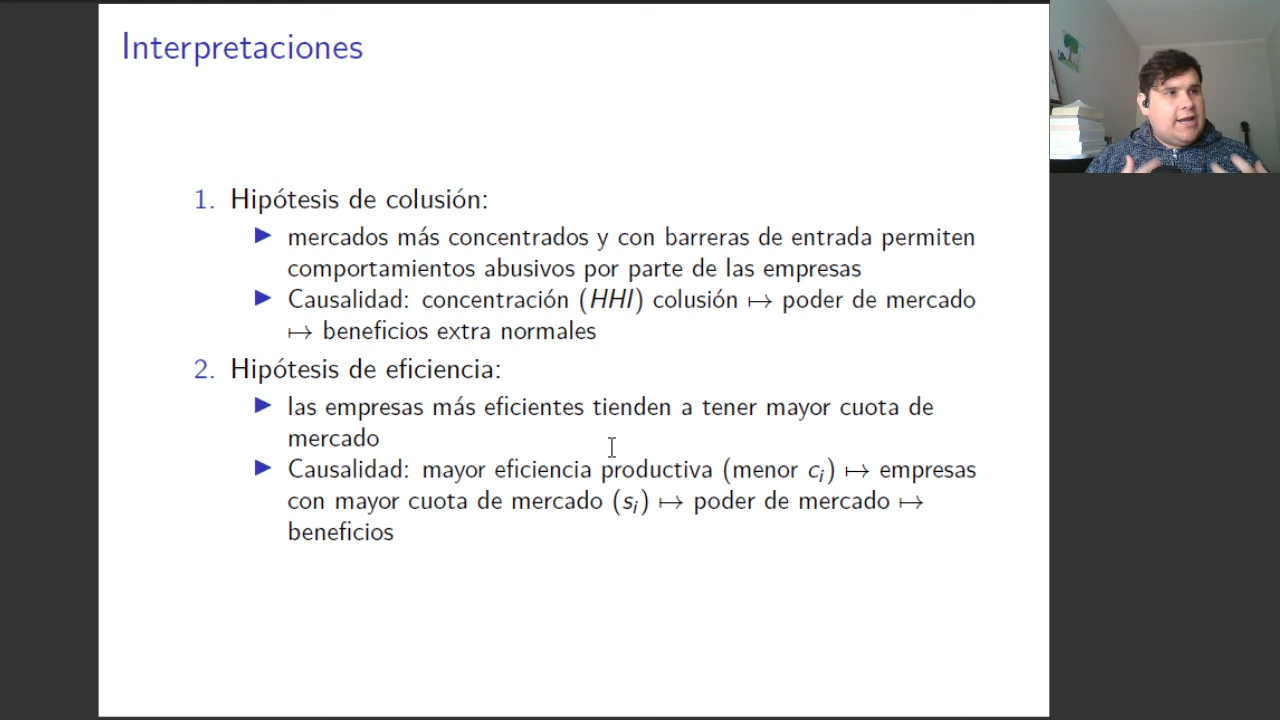 Interpretaciones
1. Hipótesis de colusión:
▶ mercados más concentrados y con barreras de entrada permiten
comportamientos abusivos por parte de las empresas
▶ Causalidad: concentración (HHI) colusión ↦ poder de mercado
↦ beneficios extra normales
2. Hipótesis de eficiencia:
▶ las empresas más eficientes tienden a tener mayor cuota de
mercado
▶ Causalidad: mayor eficiencia productiva (menor cᵢ) ↦ empresas
con mayor cuota de mercado (sᵢ) ↦ poder de mercado ↦
beneficios